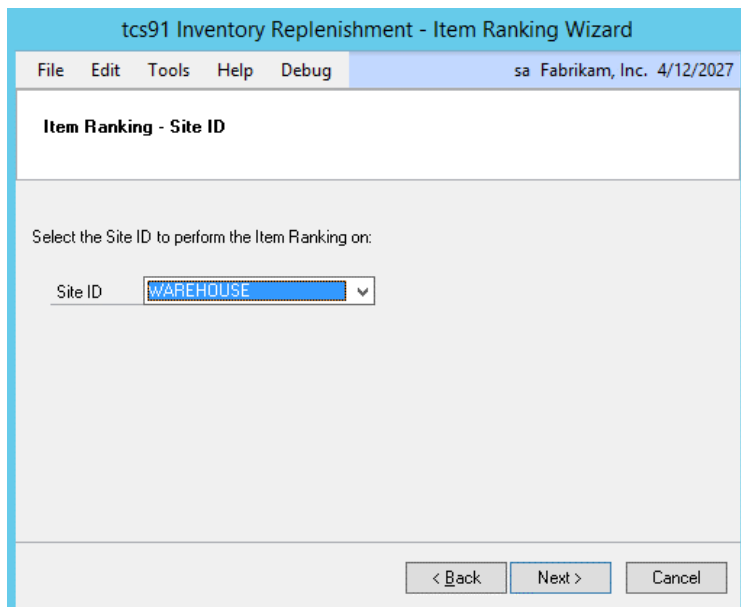 tcs91 Inventory Replenishment - Item Ranking Wizard
File Edit Tools Help Debug sa Fabrikam, Inc. 4/12/2027
Item Ranking - Site ID
Select the Site ID to perform the Item Ranking on:
Site ID WAREHOUSE
< Back Next > Cancel